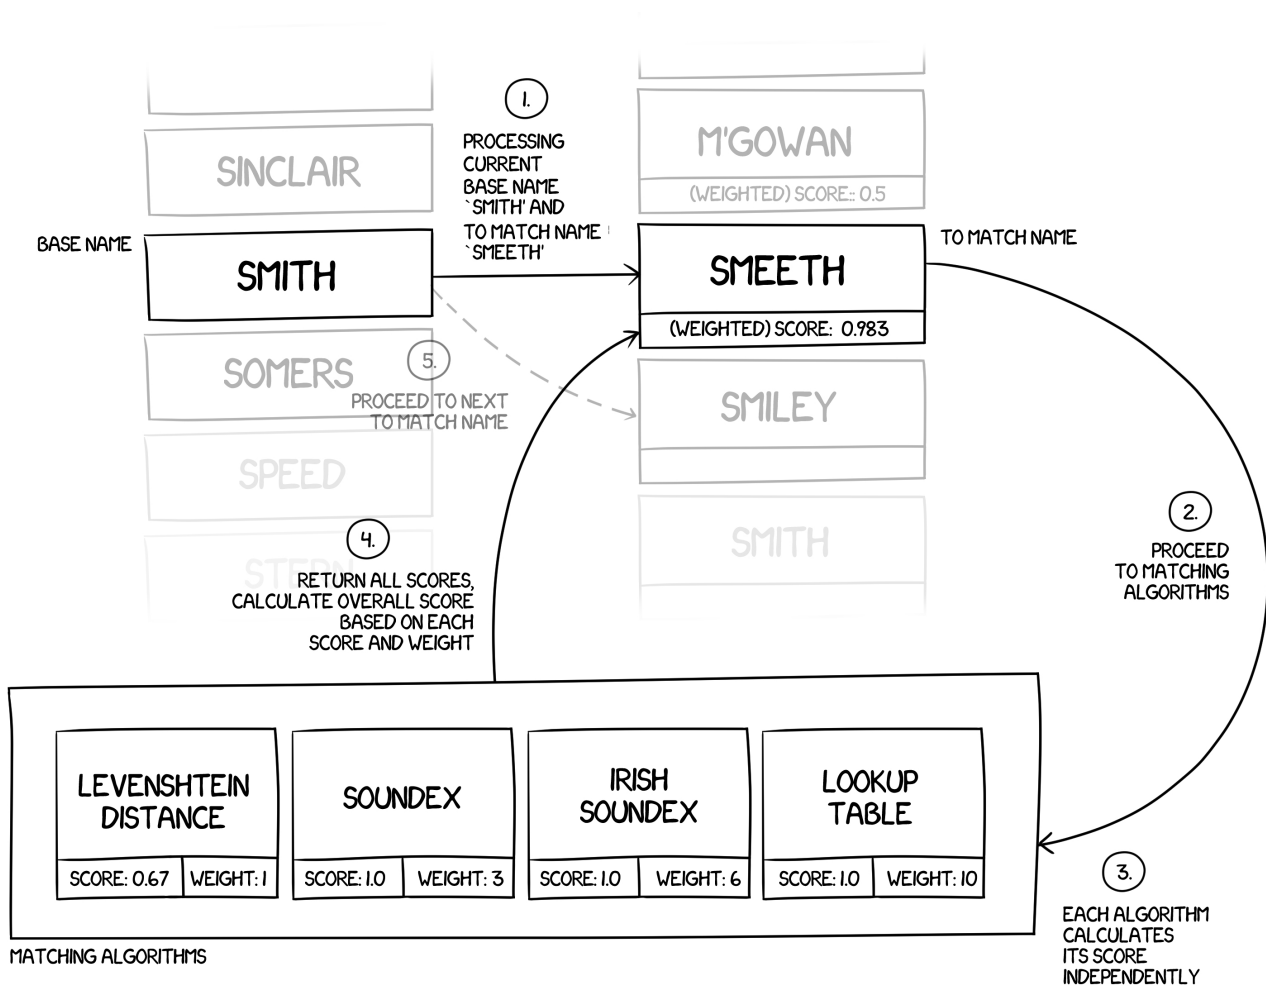 1.
PROCESSING
CURRENT
BASE NAME
`SMITH' AND
TO MATCH NAME
`SMEETH'
SINCLAIR
BASE NAME
SMITH
SOMERS
SPEED
STERN
M'GOWAN
(WEIGHTED) SCORE:: 0.5
TO MATCH NAME
SMEETH
(WEIGHTED) SCORE: 0.983
SMILEY
SMITH
5.
PROCEED TO NEXT
TO MATCH NAME
2.
PROCEED
TO MATCHING
ALGORITHMS
4.
RETURN ALL SCORES,
CALCULATE OVERALL SCORE
BASED ON EACH
SCORE AND WEIGHT
LEVENSHTEIN
DISTANCE
SCORE: 0.67 WEIGHT: 1
SOUNDEX
SCORE: 1.0 WEIGHT: 3
IRISH
SOUNDEX
SCORE: 1.0 WEIGHT: 6
LOOKUP
TABLE
SCORE: 1.0 WEIGHT: 10
MATCHING ALGORITHMS
3.
EACH ALGORITHM
CALCULATES
ITS SCORE
INDEPENDENTLY